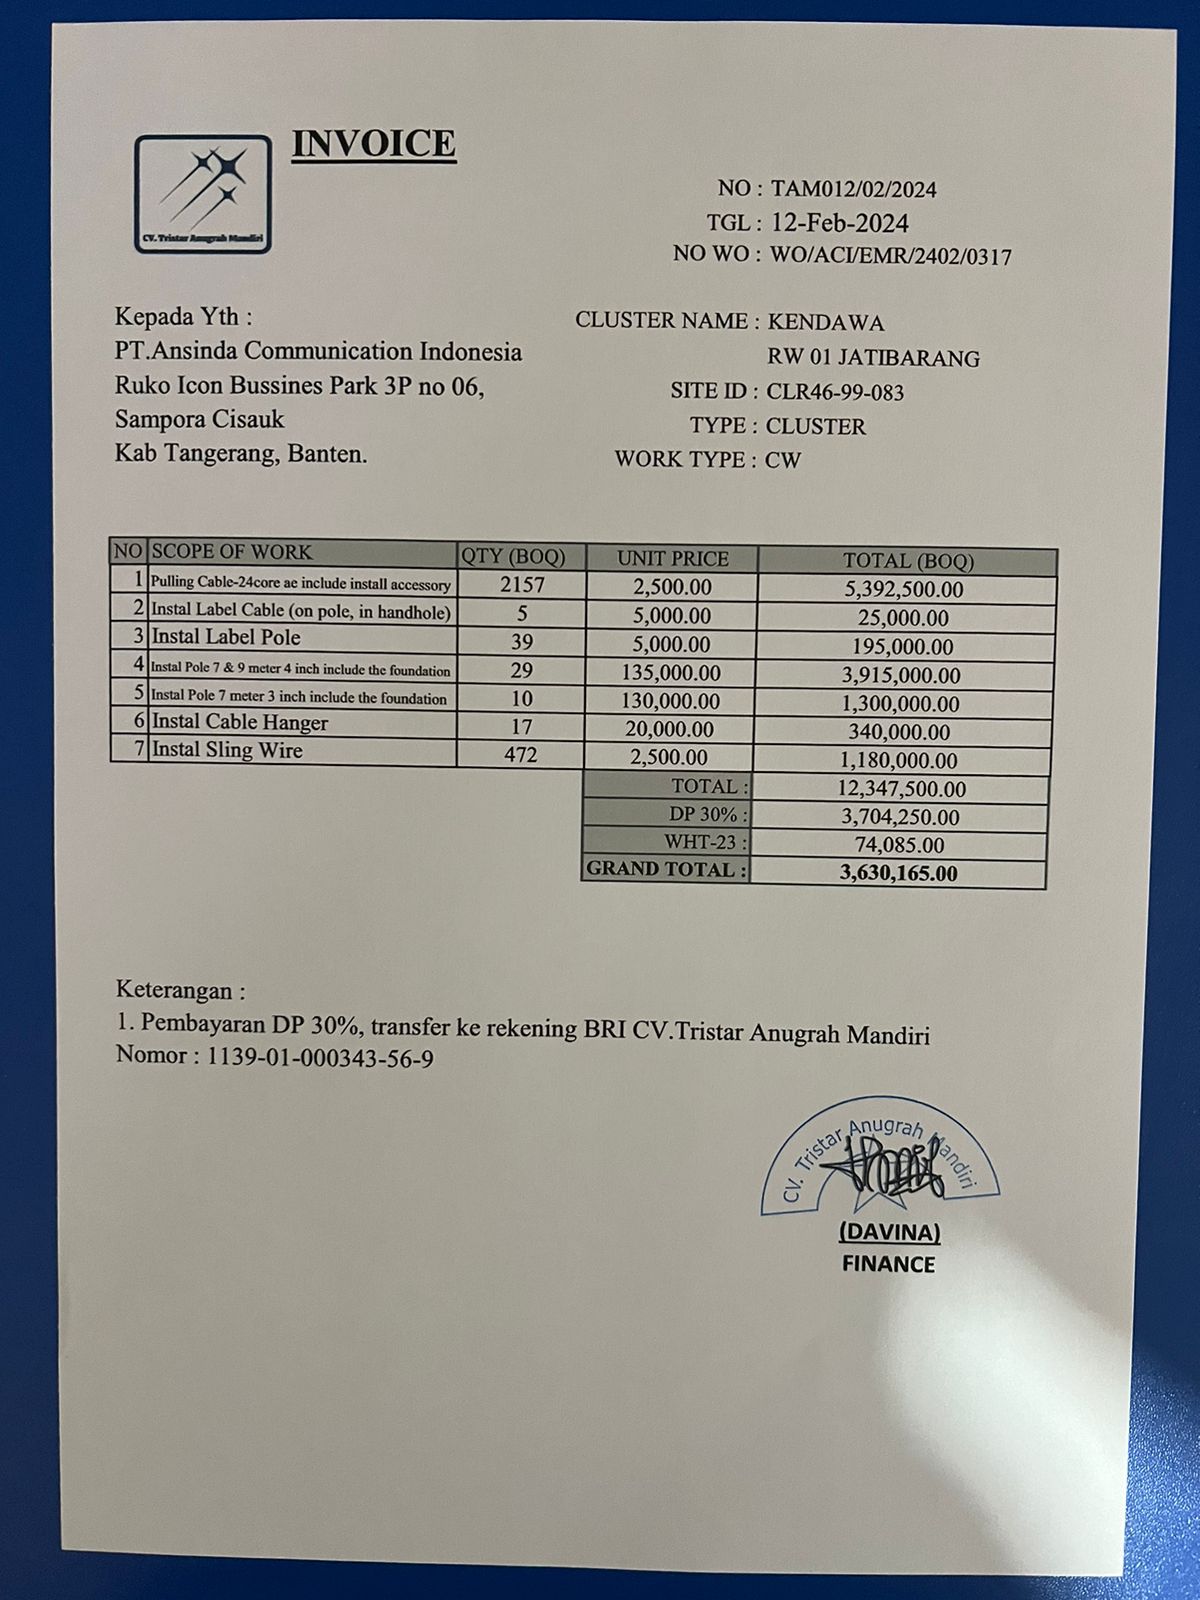 INVOICE
CV. Tristar Anugrah Mandiri
NO : TAM012/02/2024
TGL : 12-Feb-2024
NO WO : WO/ACI/EMR/2402/0317
Kepada Yth :
PT.Ansinda Communication Indonesia
Ruko Icon Bussines Park 3P no 06,
Sampora Cisauk
Kab Tangerang, Banten.
CLUSTER NAME : KENDAWA
RW 01 JATIBARANG
SITE ID : CLR46-99-083
TYPE : CLUSTER
WORK TYPE : CW
NO SCOPE OF WORK QTY (BOQ) UNIT PRICE TOTAL (BOQ)
1 Pulling Cable-24core ae include install accessory 2157 2,500.00 5,392,500.00
2 Instal Label Cable (on pole, in handhole) 5 5,000.00 25,000.00
3 Instal Label Pole 39 5,000.00 195,000.00
4 Instal Pole 7 & 9 meter 4 inch include the foundation 29 135,000.00 3,915,000.00
5 Instal Pole 7 meter 3 inch include the foundation 10 130,000.00 1,300,000.00
6 Instal Cable Hanger 17 20,000.00 340,000.00
7 Instal Sling Wire 472 2,500.00 1,180,000.00
TOTAL : 12,347,500.00
DP 30% : 3,704,250.00
WHT-23 : 74,085.00
GRAND TOTAL : 3,630,165.00
Keterangan :
1. Pembayaran DP 30%, transfer ke rekening BRI CV.Tristar Anugrah Mandiri
Nomor : 1139-01-000343-56-9
CV. Tristar Anugrah Mandiri
(DAVINA)
FINANCE